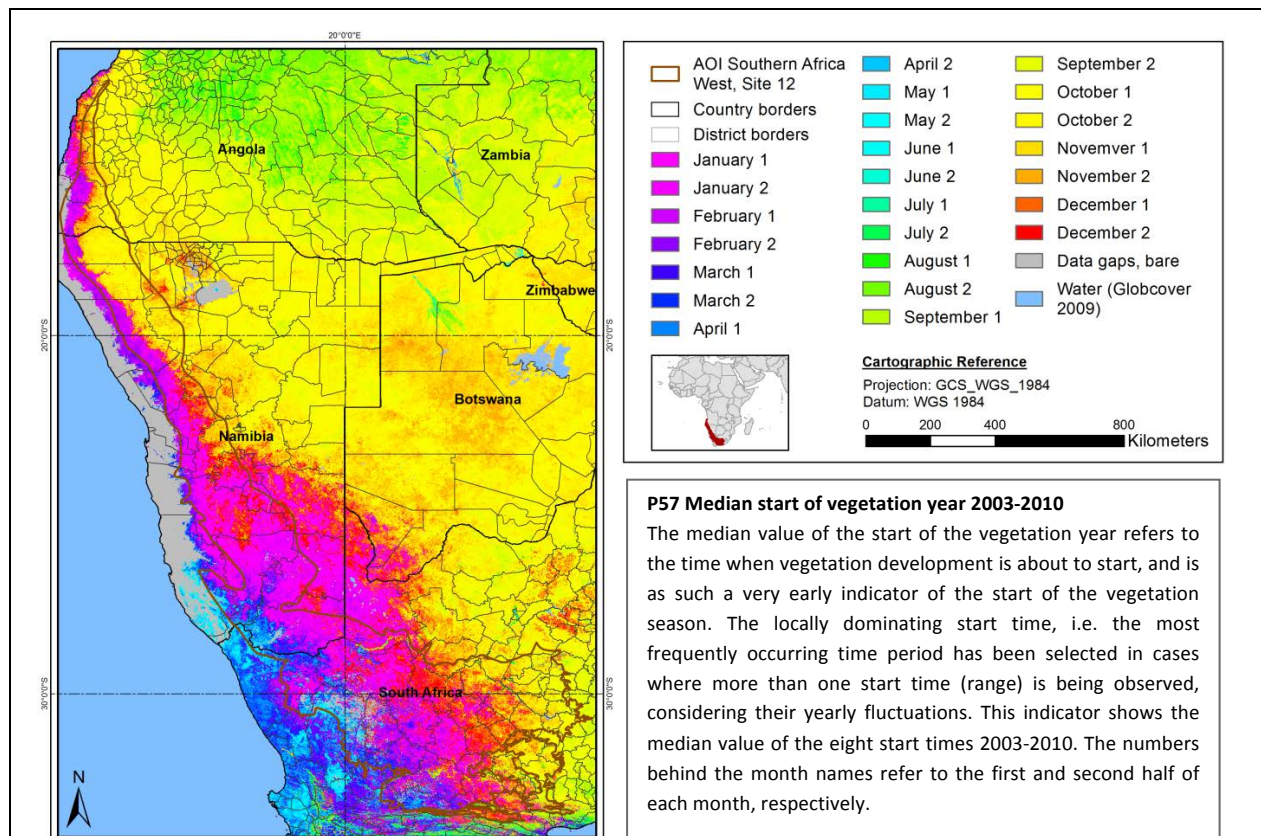 20°0'0"E
Angola
Zambia
Zimbabwe
20°0'0"S
20°0'0"S
Botswana
Namibia
30°0'0"S
30°0'0"S
South Africa
N
AOI Southern Africa
West, Site 12
Country borders
District borders
January 1
January 2
February 1
February 2
March 1
March 2
April 1
April 2
May 1
May 2
June 1
June 2
July 1
July 2
August 1
August 2
September 1
September 2
October 1
October 2
Novemver 1
November 2
December 1
December 2
Data gaps, bare
Water (Globcover
2009)
Cartographic Reference
Projection: GCS_WGS_1984
Datum: WGS 1984
0 200 400 800
Kilometers
P57 Median start of vegetation year 2003-2010
The median value of the start of the vegetation year refers to
the time when vegetation development is about to start, and is
as such a very early indicator of the start of the vegetation
season. The locally dominating start time, i.e. the most
frequently occurring time period has been selected in cases
where more than one start time (range) is being observed,
considering their yearly fluctuations. This indicator shows the
median value of the eight start times 2003-2010. The numbers
behind the month names refer to the first and second half of
each month, respectively.